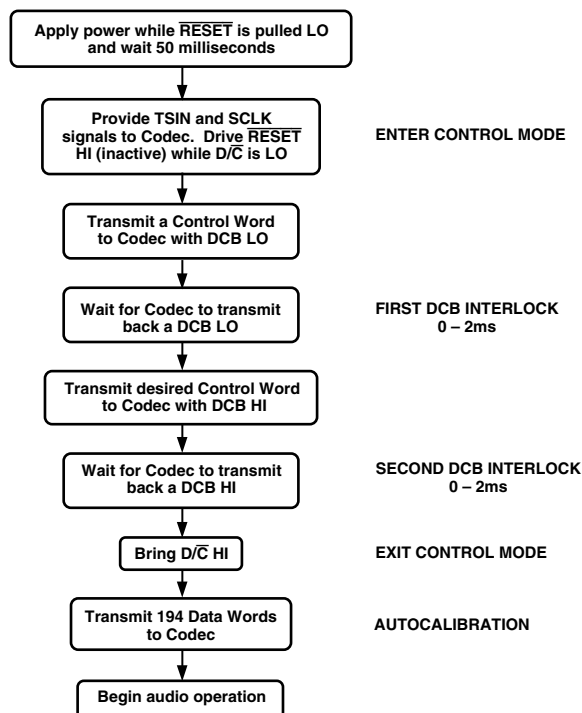 Apply power while RESET is pulled LO
and wait 50 milliseconds
Provide TSIN and SCLK
signals to Codec. Drive RESET
HI (inactive) while D/C is LO
ENTER CONTROL MODE
Transmit a Control Word
to Codec with DCB LO
Wait for Codec to transmit
back a DCB LO
FIRST DCB INTERLOCK
0 – 2ms
Transmit desired Control Word
to Codec with DCB HI
Wait for Codec to transmit
back a DCB HI
SECOND DCB INTERLOCK
0 – 2ms
Bring D/C HI
EXIT CONTROL MODE
Transmit 194 Data Words
to Codec
AUTOCALIBRATION
Begin audio operation